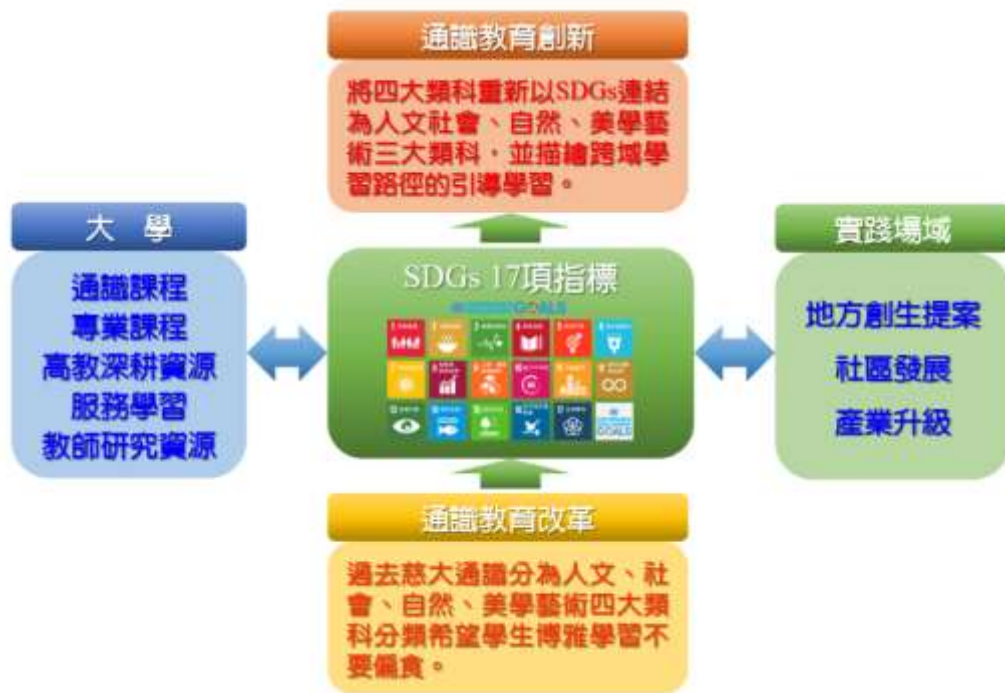 通識教育創新
將四大類科重新以SDGs連結
為人文社會、自然、美學藝
術三大類科，並描繪跨域學
習路徑的引導學習。
大 學
通識課程
專業課程
高教深耕資源
服務學習
教師研究資源
SDGs 17項指標
GOALS
GOALS
實踐場域
地方創生提案
社區發展
產業升級
通識教育改革
過去慈大通識分為人文、社
會、自然、美學藝術四大類
科分類希望學生博雅學習不
要偏食。